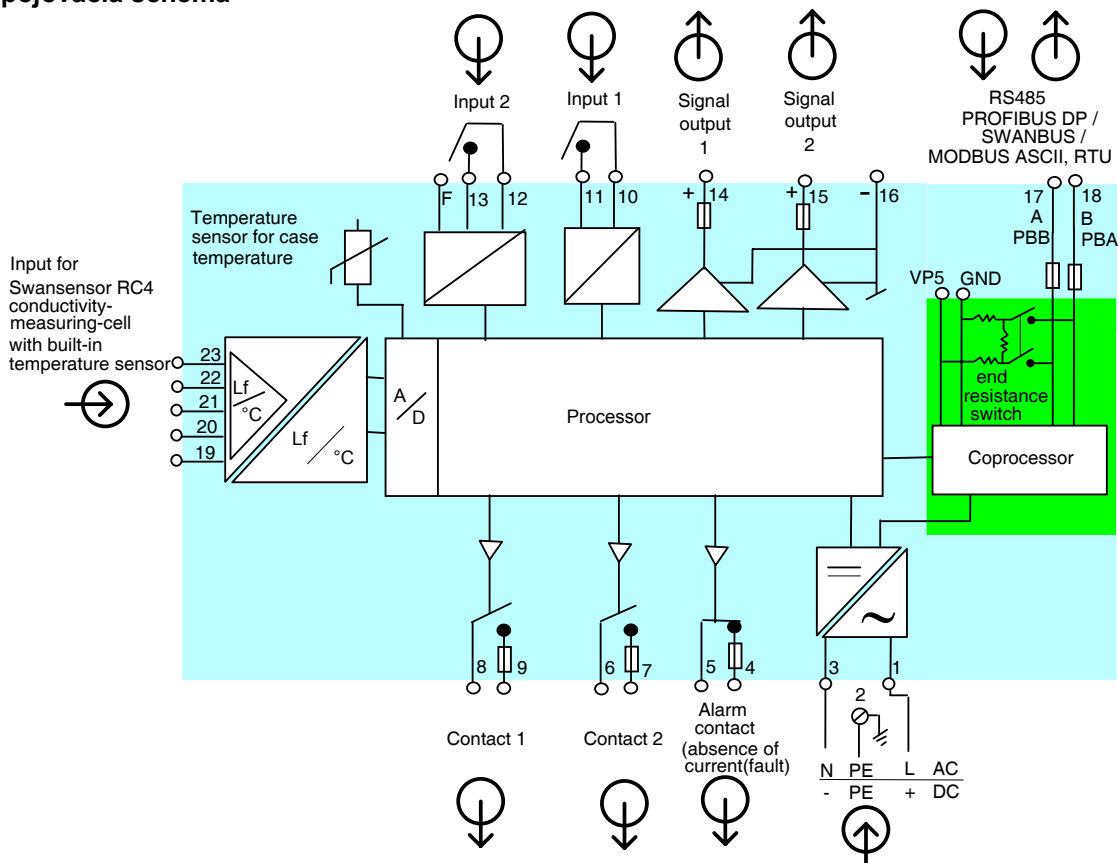 Input 2
Input 1
Signal
output
1
Signal
output
2
RS485
PROFIBUS DP /
SWANBUS /
MODBUS ASCII, RTU
F 13 12
11 10
+ 14
+ 15
- 16
17 18
A B
PBB PBA
Temperature
sensor for case
temperature
VP5 GND
Input for
Swansensor RC4
conductivity-
measuring-cell
with built-in
temperature sensor
23
22
21
20
19
Lf
°C
Lf
°C
A
D
Processor
end
resistance
switch
Coprocessor
=
~
8 9
6 7
5 4
3 1
2
Contact 1
Contact 2
Alarm
contact
(absence of
current(fault)
N PE L AC
- PE + DC